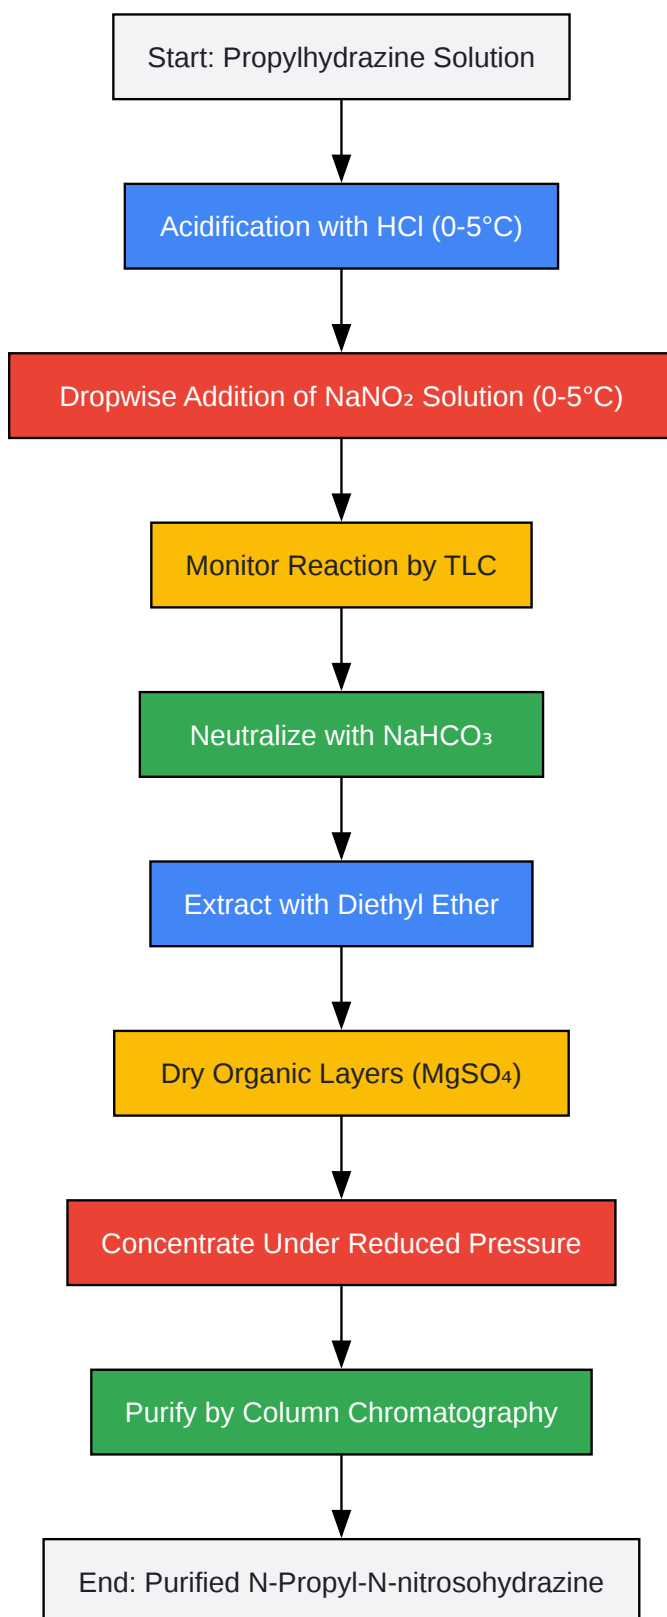 Start: Propylhydrazine Solution
Acidification with HCl (0-5°C)
Dropwise Addition of NaNO₂ Solution (0-5°C)
Monitor Reaction by TLC
Neutralize with NaHCO₃
Extract with Diethyl Ether
Dry Organic Layers (MgSO₄)
Concentrate Under Reduced Pressure
Purify by Column Chromatography
End: Purified N-Propyl-N-nitrosohydrazine